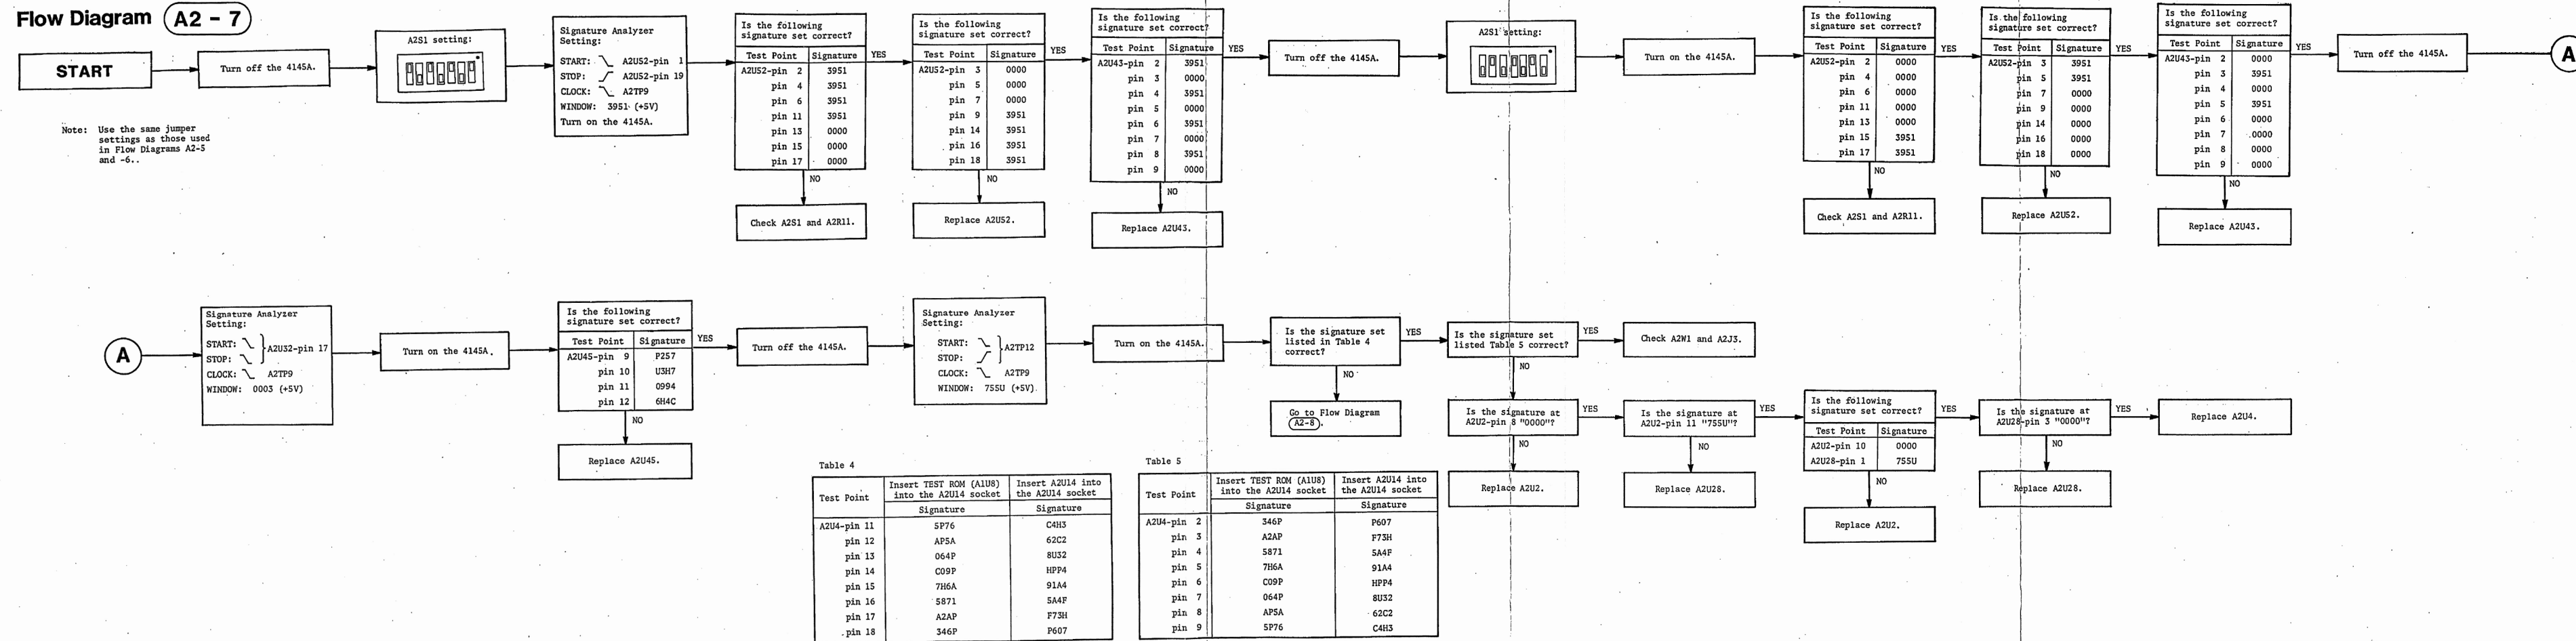 Flow Diagram A2 - 7
START
Turn off the 4145A.
Note: Use the same jumper
settings as those used
in Flow Diagrams A2-5
and -6..
A2S1 setting:
Signature Analyzer
Setting:
START: A2U52-pin 1
STOP: A2U52-pin 19
CLOCK: A2TP9
WINDOW: 3951 (+5V)
Turn on the 4145A.
Is the following
signature set correct?
Test Point Signature
A2U52-pin 2 3951
pin 4 3951
pin 6 3951
pin 11 3951
pin 13 0000
pin 15 0000
pin 17 0000
YES
NO
Check A2S1 and A2R11.
Is the following
signature set correct?
Test Point Signature
A2U52-pin 3 0000
pin 5 0000
pin 7 0000
pin 9 3951
pin 14 3951
pin 16 3951
pin 18 3951
YES
NO
Replace A2U52.
Is the following
signature set correct?
Test Point Signature
A2U43-pin 2 3951
pin 3 0000
pin 4 3951
pin 5 0000
pin 6 3951
pin 7 0000
pin 8 3951
pin 9 0000
YES
NO
Replace A2U43.
Turn off the 4145A.
A2S1 setting:
Turn on the 4145A.
Is the following
signature set correct?
Test Point Signature
A2U52-pin 2 0000
pin 4 0000
pin 6 0000
pin 11 0000
pin 13 0000
pin 15 3951
pin 17 3951
YES
NO
Check A2S1 and A2R11.
Is the following
signature set correct?
Test Point Signature
A2U52-pin 3 3951
pin 5 3951
pin 7 0000
pin 9 0000
pin 14 0000
pin 16 0000
pin 18 0000
YES
NO
Replace A2U52.
Is the following
signature set correct?
Test Point Signature
A2U43-pin 2 0000
pin 3 3951
pin 4 0000
pin 5 3951
pin 6 0000
pin 7 0000
pin 8 0000
pin 9 0000
YES
NO
Replace A2U43.
Turn off the 4145A.
A
A
Signature Analyzer
Setting:
START:
A2U32-pin 17
STOP:
CLOCK: A2TP9
WINDOW: 0003 (+5V)
Turn on the 4145A.
Is the following
signature set correct?
Test Point Signature
A2U45-pin 9 P257
pin 10 U3H7
pin 11 0994
pin 12 6H4C
YES
NO
Replace A2U45.
Turn off the 4145A.
Signature Analyzer
Setting:
START:
A2TP12
STOP:
CLOCK: A2TP9
WINDOW: 755U (+5V)
Turn on the 4145A.
Is the signature set
listed in Table 4
correct?
YES
NO
Go to Flow Diagram
A2-8.
Is the signature set
listed Table 5 correct?
YES
NO
Check A2W1 and A2J3.
Is the signature at
A2U2-pin 8 "0000"?
YES
NO
Replace A2U2.
Is the signature at
A2U2-pin 11 "755U"?
YES
NO
Replace A2U28.
Is the following
signature set correct?
Test Point Signature
A2U2-pin 10 0000
A2U28-pin 1 755U
YES
NO
Replace A2U2.
Is the signature at
A2U28-pin 3 "0000"?
YES
NO
Replace A2U28.
Replace A2U4.
Table 4
Test Point
Insert TEST ROM (A1U8)
into the A2U14 socket
Insert A2U14 into
the A2U14 socket
Signature Signature
A2U4-pin 11 5P76 C4H3
pin 12 AP5A 62C2
pin 13 064P 8U32
pin 14 C09P HPP4
pin 15 7H6A 91A4
pin 16 5871 5A4F
pin 17 A2AP F73H
pin 18 346P P607
Table 5
Test Point
Insert TEST ROM (A1U8)
into the A2U14 socket
Insert A2U14 into
the A2U14 socket
Signature Signature
A2U4-pin 2 346P P607
pin 3 A2AP F73H
pin 4 5871 5A4F
pin 5 7H6A 91A4
pin 6 C09P HPP4
pin 7 064P 8U32
pin 8 AP5A 62C2
pin 9 5P76 C4H3